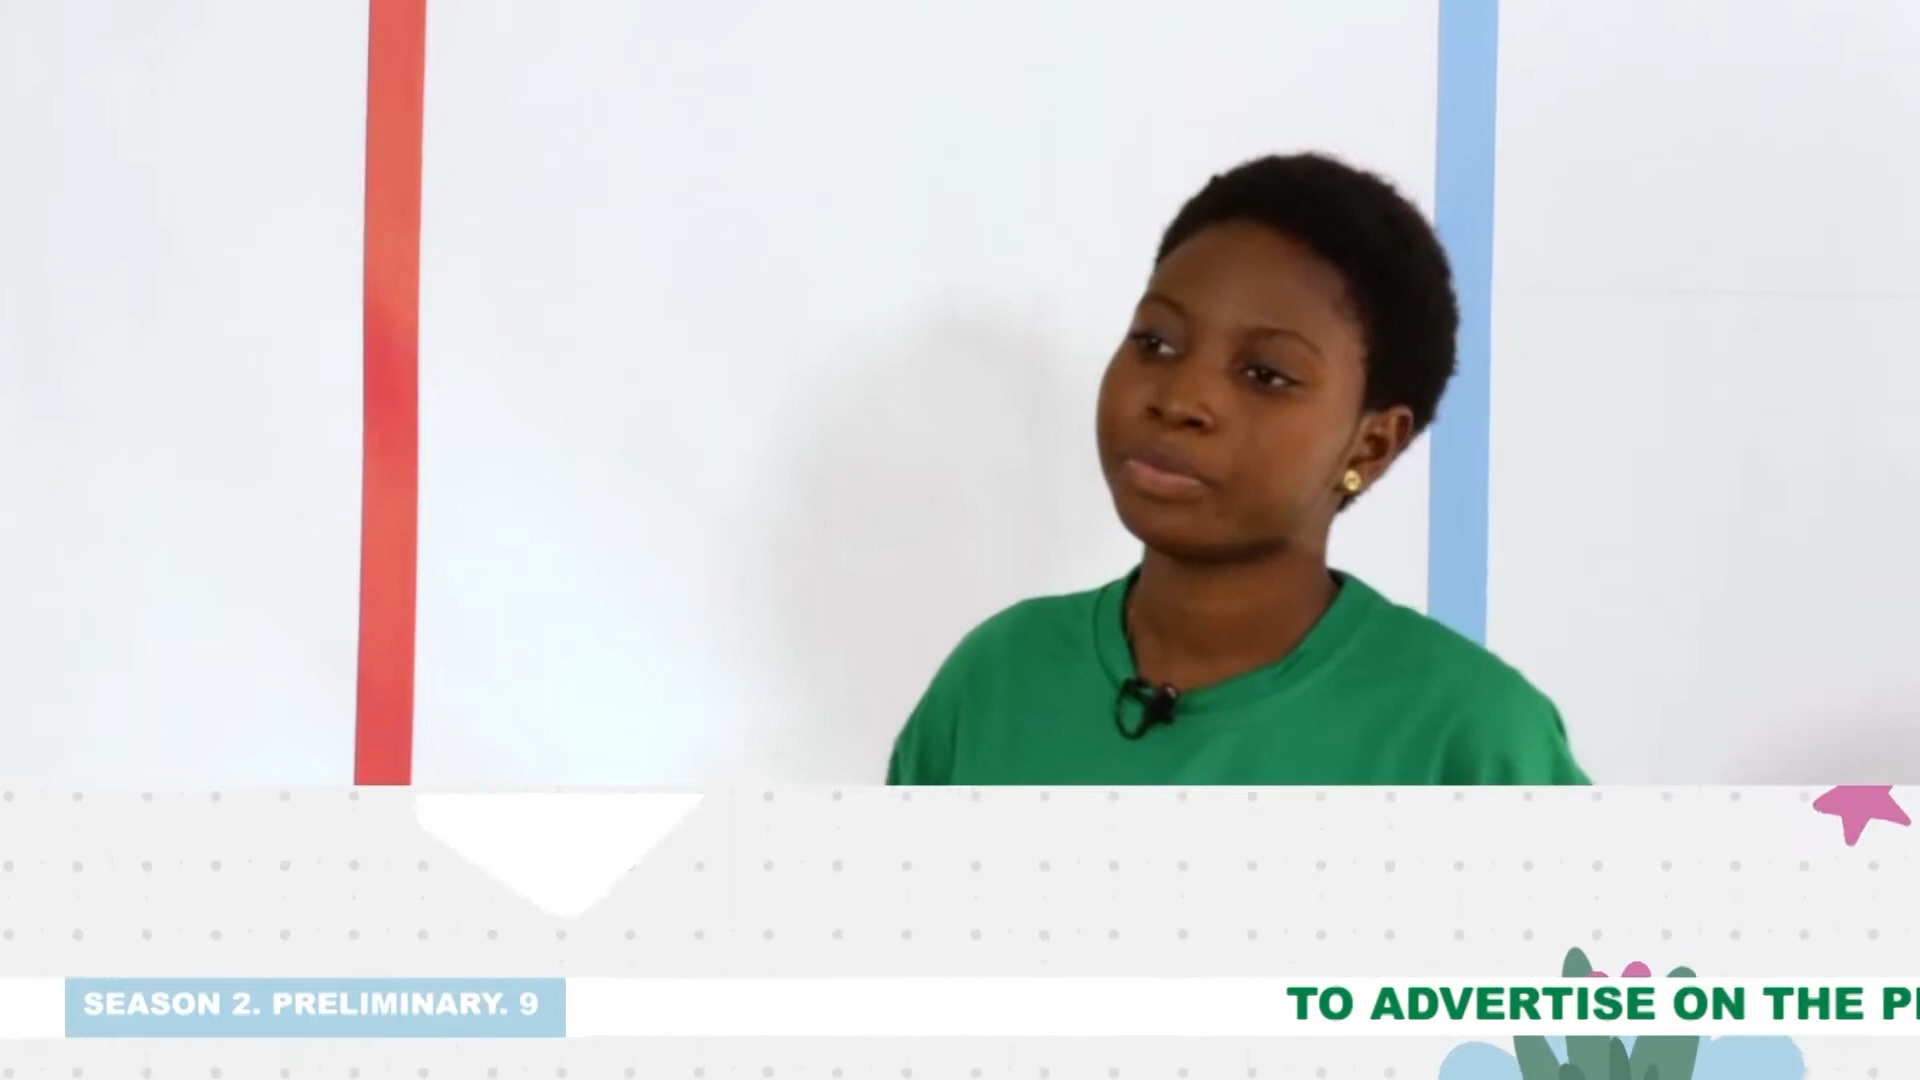 SEASON 2. PRELIMINARY. 9
TO ADVERTISE ON THE